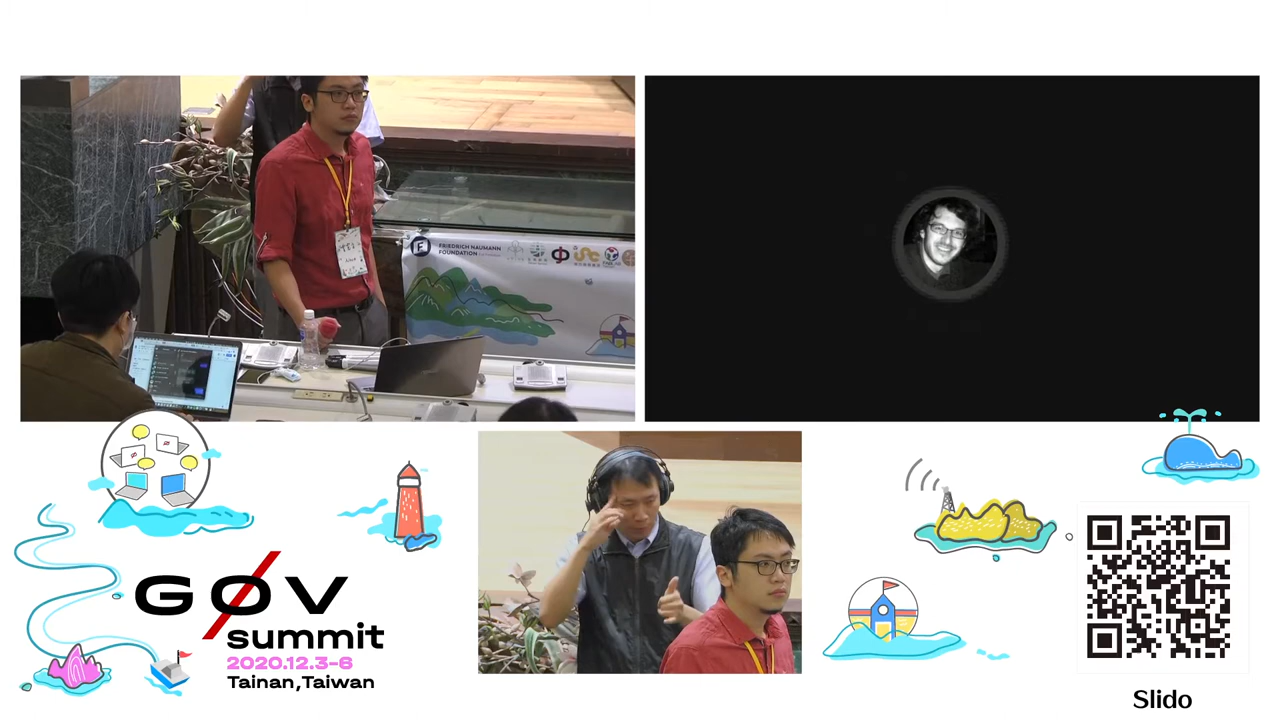 FRIEDRICH NAUMANN
FOUNDATION
GØV
summit
2020.12.3-6
Tainan,Taiwan
Slido